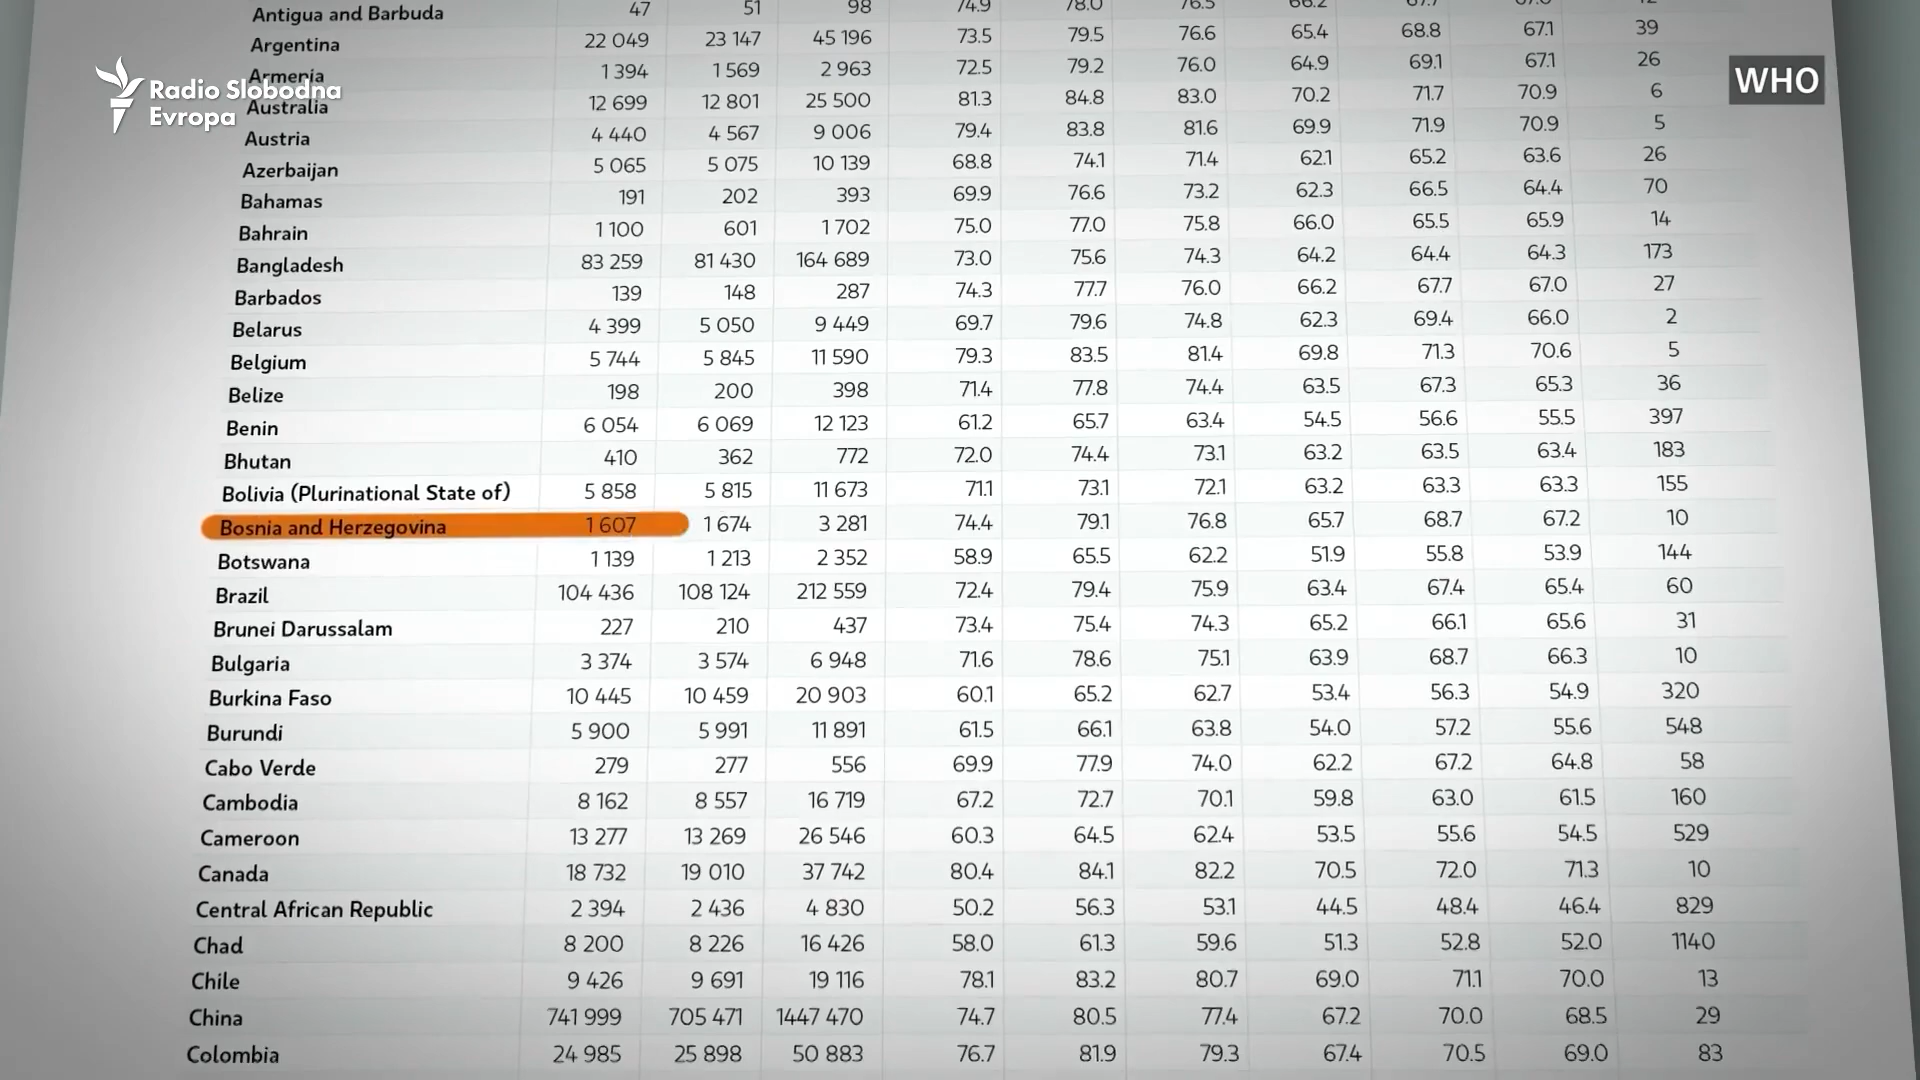 Antigua and Barbuda 47 51 98 74.9 78.0 76.5 66.2 67.7 67.0 12
Argentina 22 049 23 147 45 196 73.5 79.5 76.6 65.4 68.8 67.1 39
Armenia 1 394 1 569 2 963 72.5 79.2 76.0 64.9 69.1 67.1 26
WHO
Radio Slobodna
Evropa
Australia 12 699 12 801 25 500 81.3 84.8 83.0 70.2 71.7 70.9 6
Austria 4 440 4 567 9 006 79.4 83.8 81.6 69.9 71.9 70.9 5
Azerbaijan 5 065 5 075 10 139 68.8 74.1 71.4 62.1 65.2 63.6 26
Bahamas 191 202 393 69.9 76.6 73.2 62.3 66.5 64.4 70
Bahrain 1 100 601 1 702 75.0 77.0 75.8 66.0 65.5 65.9 14
Bangladesh 83 259 81 430 164 689 73.0 75.6 74.3 64.2 64.4 64.3 173
Barbados 139 148 287 74.3 77.7 76.0 66.2 67.7 67.0 27
Belarus 4 399 5 050 9 449 69.7 79.6 74.8 62.3 69.4 66.0 2
Belgium 5 744 5 845 11 590 79.3 83.5 81.4 69.8 71.3 70.6 5
Belize 198 200 398 71.4 77.8 74.4 63.5 67.3 65.3 36
Benin 6 054 6 069 12 123 61.2 65.7 63.4 54.5 56.6 55.5 397
Bhutan 410 362 772 72.0 74.4 73.1 63.2 63.5 63.4 183
Bolivia (Plurinational State of) 5 858 5 815 11 673 71.1 73.1 72.1 63.2 63.3 63.3 155
Bosnia and Herzegovina 1 607 1 674 3 281 74.4 79.1 76.8 65.7 68.7 67.2 10
Botswana 1 139 1 213 2 352 58.9 65.5 62.2 51.9 55.8 53.9 144
Brazil 104 436 108 124 212 559 72.4 79.4 75.9 63.4 67.4 65.4 60
Brunei Darussalam 227 210 437 73.4 75.4 74.3 65.2 66.1 65.6 31
Bulgaria 3 374 3 574 6 948 71.6 78.6 75.1 63.9 68.7 66.3 10
Burkina Faso 10 445 10 459 20 903 60.1 65.2 62.7 53.4 56.3 54.9 320
Burundi 5 900 5 991 11 891 61.5 66.1 63.8 54.0 57.2 55.6 548
Cabo Verde 279 277 556 69.9 77.9 74.0 62.2 67.2 64.8 58
Cambodia 8 162 8 557 16 719 67.2 72.7 70.1 59.8 63.0 61.5 160
Cameroon 13 277 13 269 26 546 60.3 64.5 62.4 53.5 55.6 54.5 529
Canada 18 732 19 010 37 742 80.4 84.1 82.2 70.5 72.0 71.3 10
Central African Republic 2 394 2 436 4 830 50.2 56.3 53.1 44.5 48.4 46.4 829
Chad 8 200 8 226 16 426 58.0 61.3 59.6 51.3 52.8 52.0 1140
Chile 9 426 9 691 19 116 78.1 83.2 80.7 69.0 71.1 70.0 13
China 741 999 705 471 1447 470 74.7 80.5 77.4 67.2 70.0 68.5 29
Colombia 24 985 25 898 50 883 76.7 81.9 79.3 67.4 70.5 69.0 83